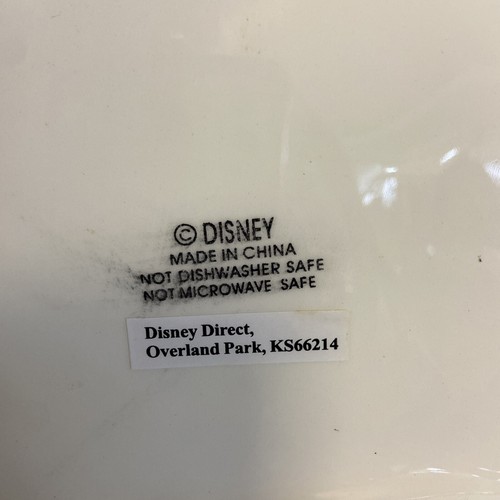 © DISNEY
MADE IN CHINA
NOT DISHWASHER SAFE
NOT MICROWAVE SAFE
Disney Direct,
Overland Park, KS66214